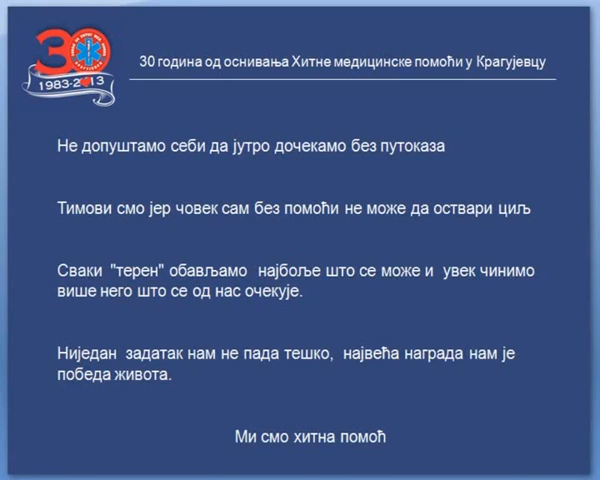 30
1983-2013
30 година од оснивања Хитне медицинске помоћи у Крагујевцу
Не допуштамо себи да јутро дочекамо без путоказа
Тимови смо јер човек сам без помоћи не може да оствари циљ
Сваки "терен" обављамо најбоље што се може и увек чинимо
више него што се од нас очекује.
Ниједан задатак нам не пада тешко, највећа награда нам је
победа живота.
Ми смо хитна помоћ